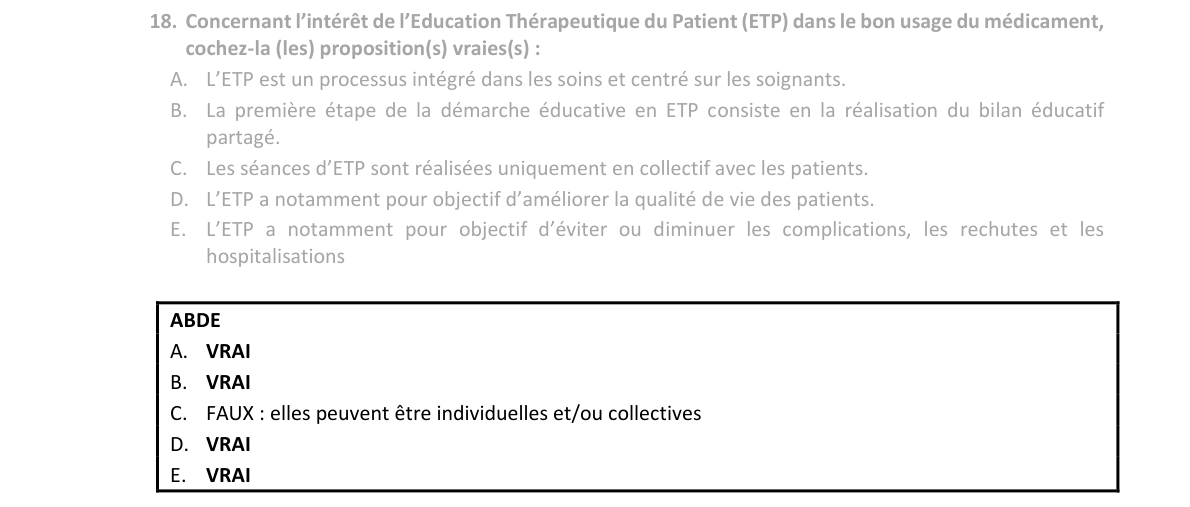 18. Concernant l’intérêt de l’Education Thérapeutique du Patient (ETP) dans le bon usage du médicament,
cochez-la (les) proposition(s) vraies(s) :
A. L’ETP est un processus intégré dans les soins et centré sur les soignants.
B. La première étape de la démarche éducative en ETP consiste en la réalisation du bilan éducatif
partagé.
C. Les séances d’ETP sont réalisées uniquement en collectif avec les patients.
D. L’ETP a notamment pour objectif d’améliorer la qualité de vie des patients.
E. L’ETP a notamment pour objectif d’éviter ou diminuer les complications, les rechutes et les
hospitalisations
ABDE
A. VRAI
B. VRAI
C. FAUX : elles peuvent être individuelles et/ou collectives
D. VRAI
E. VRAI